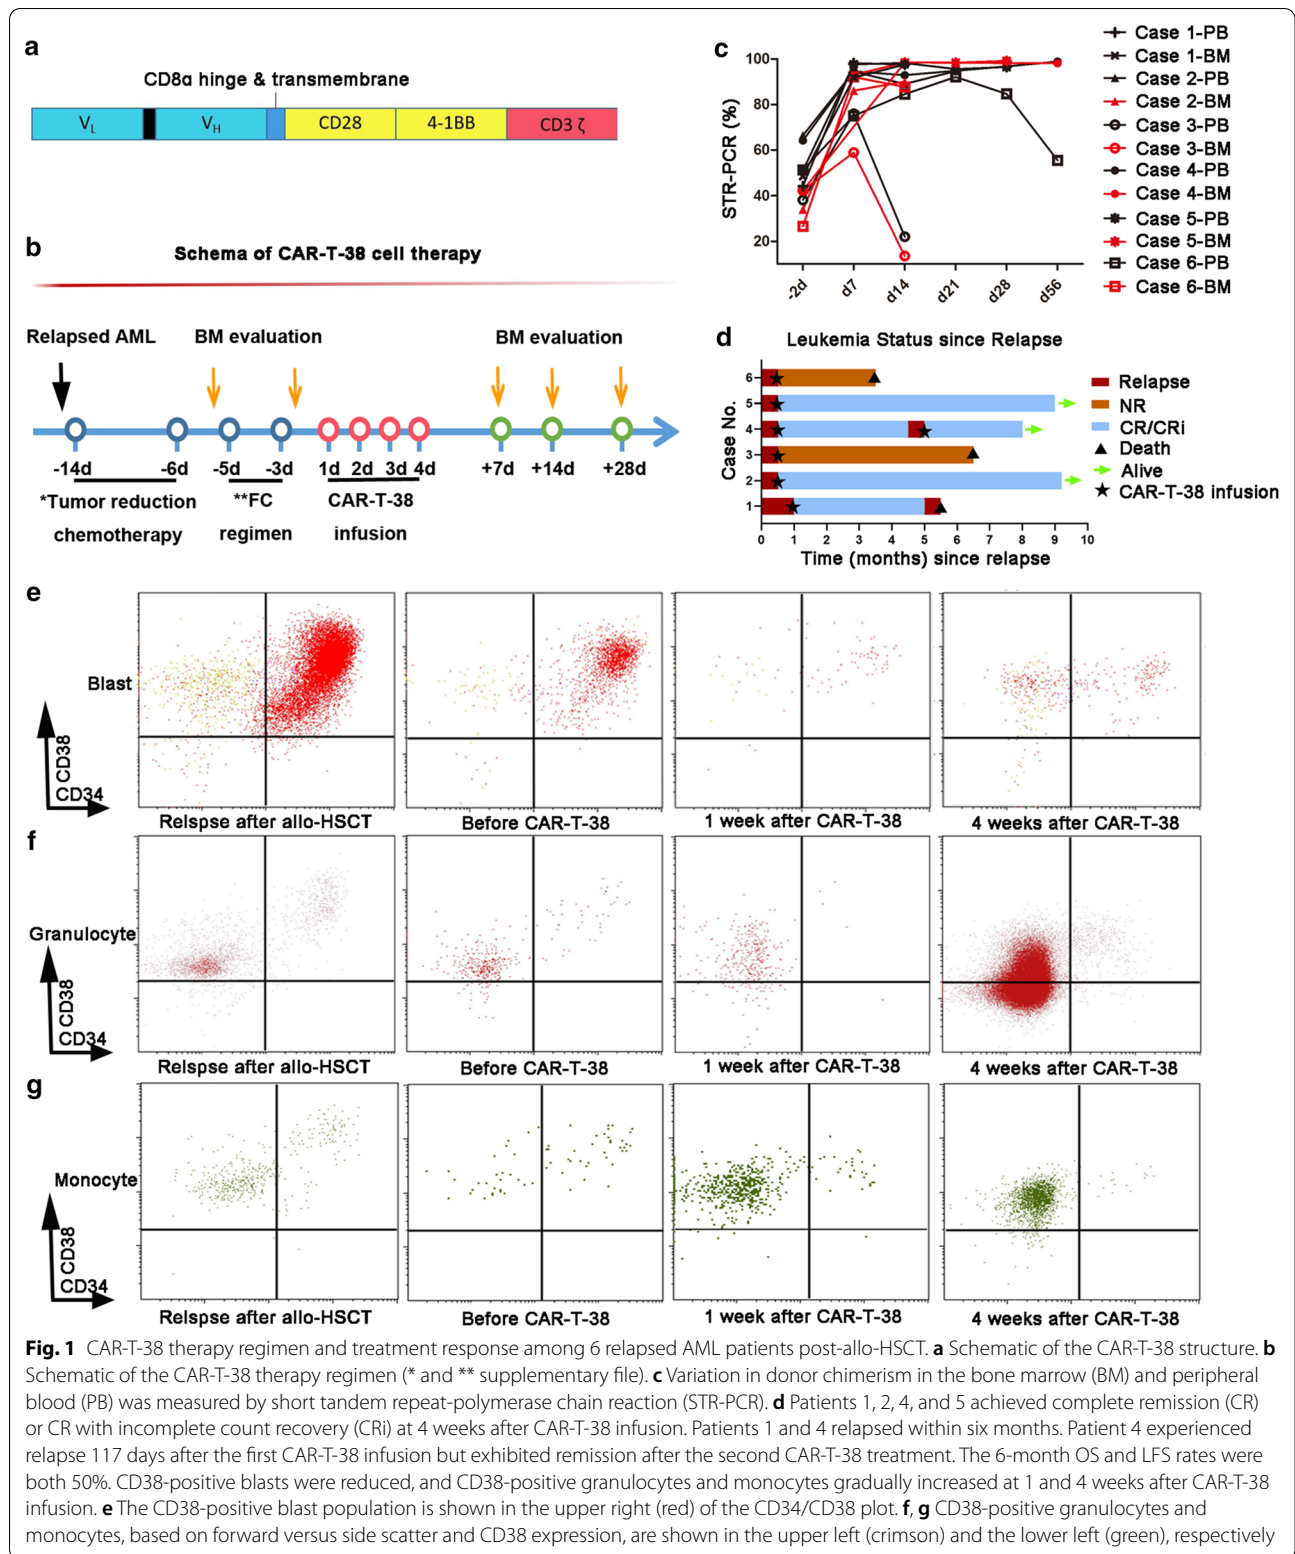 a
CD8α hinge & transmembrane
VL VH CD28 4-1BB CD3 ζ
b
Schema of CAR-T-38 cell therapy
Relapsed AML BM evaluation BM evaluation
-14d -6d -5d -3d 1d 2d 3d 4d +7d +14d +28d
*Tumor reduction **FC CAR-T-38
chemotherapy regimen infusion
c
STR-PCR (%)
100
80
60
40
20
-2d d7 d14 d21 d28 d56
Case 1-PB
Case 1-BM
Case 2-PB
Case 2-BM
Case 3-PB
Case 3-BM
Case 4-PB
Case 4-BM
Case 5-PB
Case 5-BM
Case 6-PB
Case 6-BM
d
Leukemia Status since Relapse
Case No.
6
5
4
3
2
1
0 1 2 3 4 5 6 7 8 9 10
Time (months) since relapse
Relapse
NR
CR/CRi
Death
Alive
CAR-T-38 infusion
e
Blast
CD38
CD34
Relspse after allo-HSCT Before CAR-T-38 1 week after CAR-T-38 4 weeks after CAR-T-38
f
Granulocyte
CD38
CD34
Relspse after allo-HSCT Before CAR-T-38 1 week after CAR-T-38 4 weeks after CAR-T-38
g
Monocyte
CD38
CD34
Relspse after allo-HSCT Before CAR-T-38 1 week after CAR-T-38 4 weeks after CAR-T-38
Fig. 1 CAR-T-38 therapy regimen and treatment response among 6 relapsed AML patients post-allo-HSCT. a Schematic of the CAR-T-38 structure. b
Schematic of the CAR-T-38 therapy regimen (* and ** supplementary file). c Variation in donor chimerism in the bone marrow (BM) and peripheral
blood (PB) was measured by short tandem repeat-polymerase chain reaction (STR-PCR). d Patients 1, 2, 4, and 5 achieved complete remission (CR)
or CR with incomplete count recovery (CRi) at 4 weeks after CAR-T-38 infusion. Patients 1 and 4 relapsed within six months. Patient 4 experienced
relapse 117 days after the first CAR-T-38 infusion but exhibited remission after the second CAR-T-38 treatment. The 6-month OS and LFS rates were
both 50%. CD38-positive blasts were reduced, and CD38-positive granulocytes and monocytes gradually increased at 1 and 4 weeks after CAR-T-38
infusion. e The CD38-positive blast population is shown in the upper right (red) of the CD34/CD38 plot. f, g CD38-positive granulocytes and
monocytes, based on forward versus side scatter and CD38 expression, are shown in the upper left (crimson) and the lower left (green), respectively